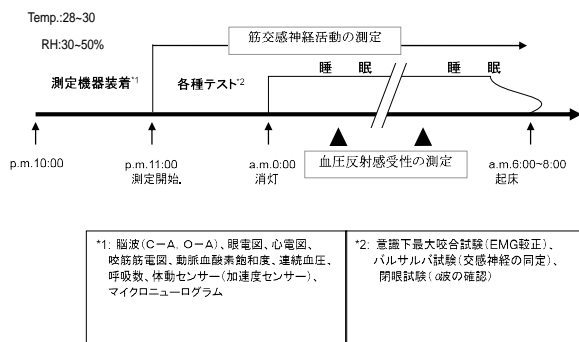 Temp.:28~30
RH:30~50%
筋交感神経活動の測定
測定機器装着*1
各種テスト*2
睡 眠
睡 眠
p.m.10:00
p.m.11:00
測定開始.
a.m.0:00
消灯
血圧反射感受性の測定
a.m.6:00~8:00
起床
*1: 脳波(C-A, O-A)、眼電図、心電図、
咬筋筋電図、動脈血酸素飽和度、連続血圧、
呼吸数、体動センサー(加速度センサー)、
マイクロニューログラム
*2: 意識下最大咬合試験(EMG較正)、
バルサルバ試験(交感神経の同定)、
閉眼試験(α波の確認)